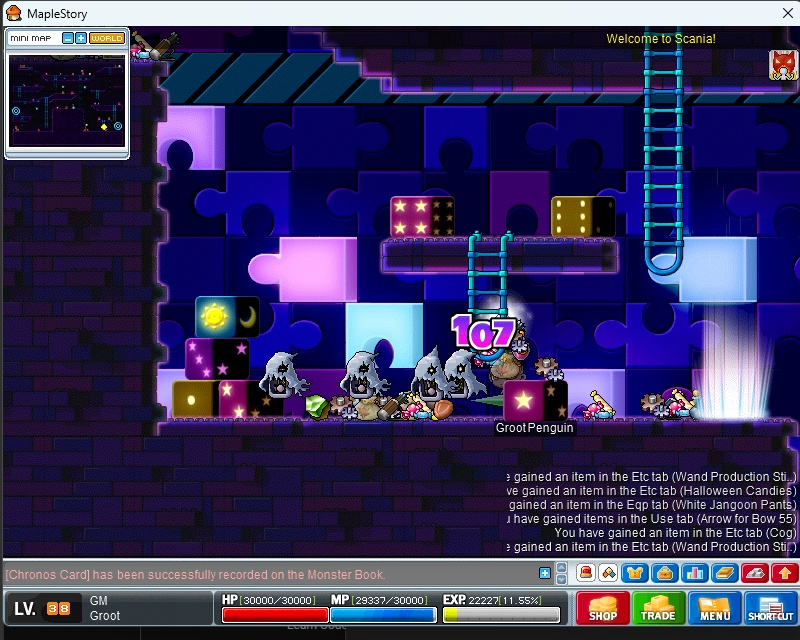 MapleStory
MINI MAP
WORLD
Welcome to Scania!
107
GrootPenguin
gained an item in the Etc tab (Wand Production Sti..)
ve gained an item in the Etc tab (Halloween Candies)
gained an item in the Eqp tab (White Jangoon Pants)
have gained items in the Use tab (Arrow for Bow 55)
You have gained an item in the Etc tab (Cog)
gained an item in the Etc tab (Wand Production Sti..)
[Chronos Card] has been successfully recorded on the Monster Book.
LV. 38
GM
Groot
HP [30000/30000]
MP [29337/30000]
EXP. 22227[11.55%]
SHOP
TRADE
MENU
SHORTCUT